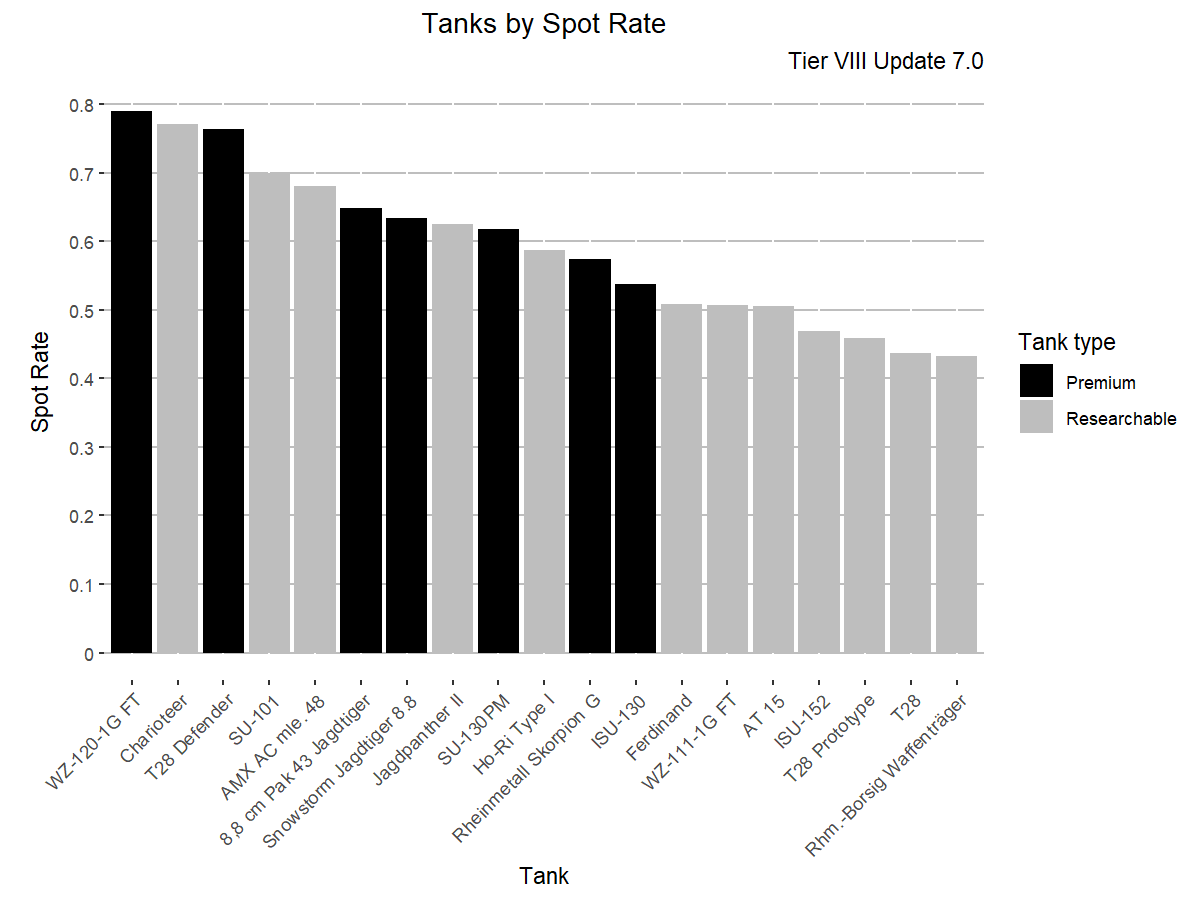 Tanks by Spot Rate
Tier VIII Update 7.0
Spot Rate
0.8
0.7
0.6
0.5
0.4
0.3
0.2
0.1
0
WZ-120-1G FT
Charioteer
T28 Defender
SU-101
AMX AC mle. 48
8,8 cm Pak 43 Jagdtiger
Snowstorm Jagdtiger 8.8
Jagdpanther II
SU-130PM
Ho-Ri Type I
Rheinmetall Skorpion G
ISU-130
Ferdinand
WZ-111-1G FT
AT 15
ISU-152
T28 Prototype
T28
Rhm.-Borsig Waffenträger
Tank
Tank type
Premium
Researchable